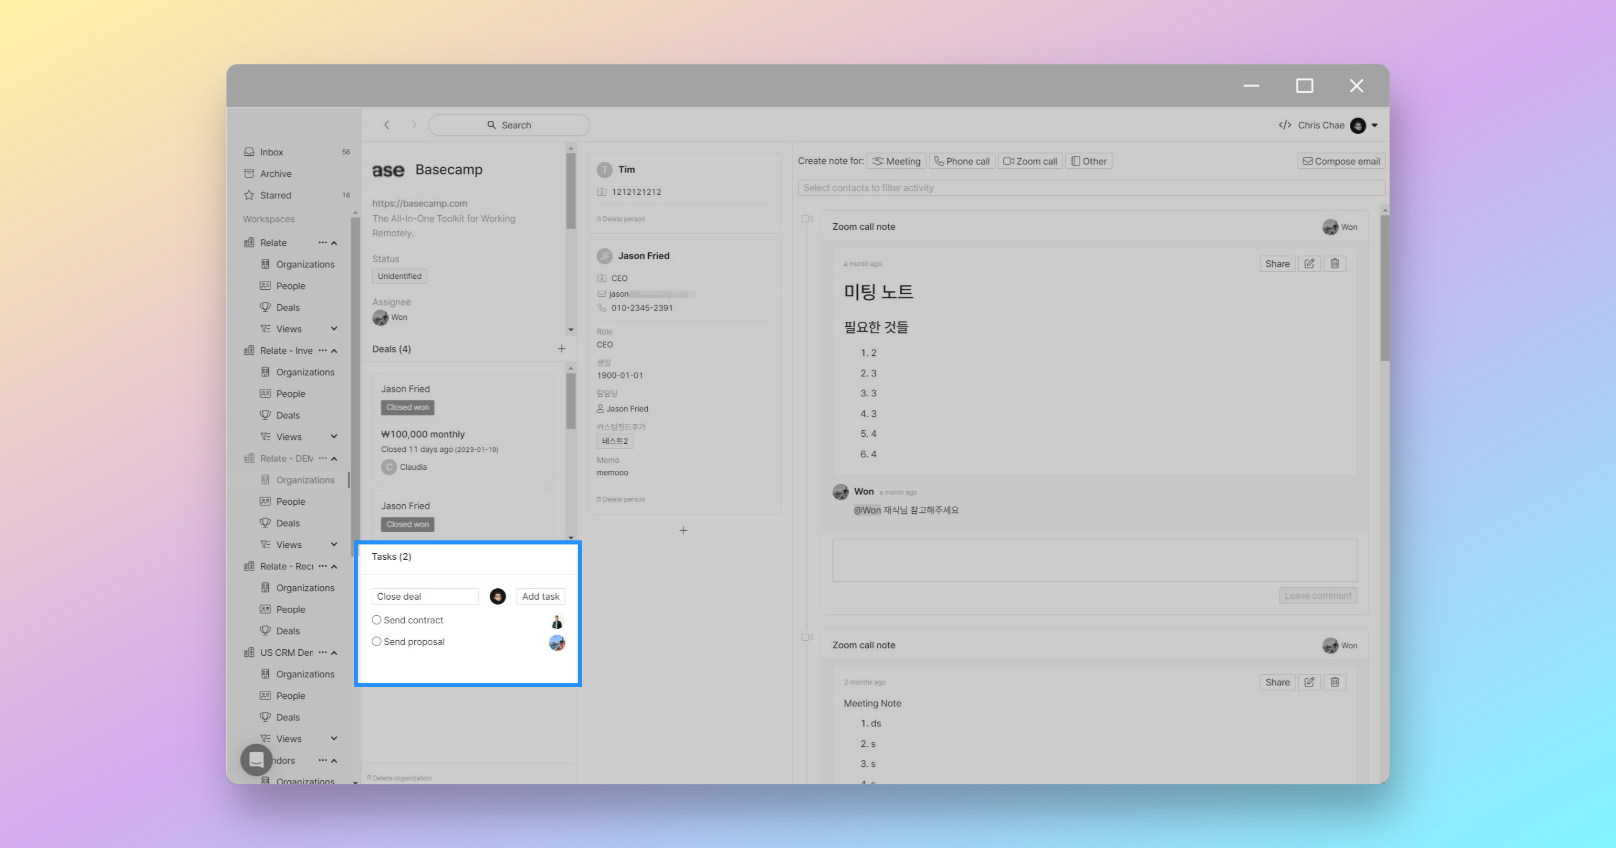 Search
Chris Chae
Inbox 56
Archive
Starred 16
Workspaces
Relate
Organizations
People
Deals
Views
Relate - Inve
Organizations
People
Deals
Views
Relate - DEM
Organizations
People
Deals
Views
Relate - Recr
Organizations
People
Deals
US CRM Den
Organizations
People
Deals
Views
ndors
Organizations
ase Basecamp
https://basecamp.com
The All-In-One Toolkit for Working
Remotely.
Status
Unidentified
Assignee
Won
Deals (4)
Jason Fried
Closed won
₩100,000 monthly
Closed 11 days ago (2023-01-19)
C Claudia
Jason Fried
Closed won
Tasks (2)
Close deal Add task
Send contract
Send proposal
Delete organization
T Tim
1212121212
Delete person
JF Jason Fried
CEO
jason
010-2345-2391
Role
CEO
생일
1900-01-01
담당
Jason Fried
커스텀필드추가
테스트2
Memo
memooo
Delete person
Create note for: Meeting Phone call Zoom call Other Compose email
Select contacts to filter activity
Zoom call note Won
a month ago Share
미팅 노트
필요한 것들
1. 2
2. 3
3. 3
4. 3
5. 4
6. 4
Won a month ago
@Won 재식님 참고해주세요
Leave comment
Zoom call note Won
2 months ago Share
Meeting Note
1. ds
2. s
3. s